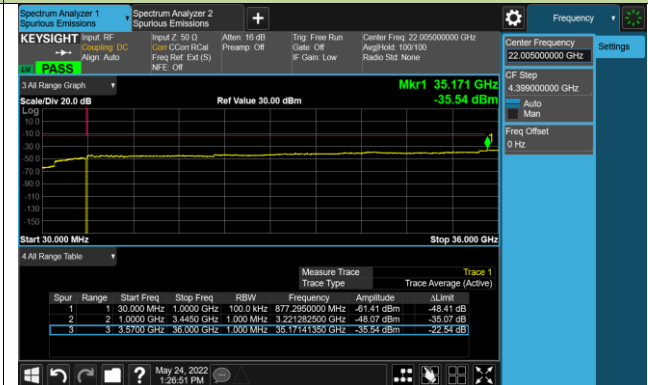 Spectrum Analyzer 1
Spurious Emissions
Spectrum Analyzer 2
Spurious Emissions
Frequency
KEYSIGHT
Input: RF
Coupling: DC
Align: Auto
Input Z: 50 Ω
Corr CCorr RCal
Freq Ref: Ext (S)
NFE: Off
Atten: 16 dB
Preamp: Off
Trig: Free Run
Gate: Off
IF Gain: Low
Center Freq: 22.005000000 GHz
Avg|Hold: 100/100
Radio Std: None
PASS
Center Frequency
22.005000000 GHz
Settings
CF Step
4.399000000 GHz
Auto
Man
Freq Offset
0 Hz
3 All Range Graph
Mkr1 35.171 GHz
Scale/Div 20.0 dB
Ref Value 30.00 dBm
-35.54 dBm
Log
10.0
-10.0
-30.0
-50.0
-70.0
-90.0
-110
-130
-150
1
Start 30.000 MHz
Stop 36.000 GHz
4 All Range Table
Measure Trace Trace 1
Trace Type Trace Average (Active)
Spur Range Start Freq Stop Freq RBW Frequency Amplitude ΔLimit
1 1 30.000 MHz 1.0000 GHz 100.0 kHz 877.2950000 MHz -61.41 dBm -48.41 dB
2 2 1.0000 GHz 3.4450 GHz 1.000 MHz 3.221282500 GHz -48.07 dBm -35.07 dB
3 3 3.5700 GHz 36.000 GHz 1.000 MHz 35.17141350 GHz -35.54 dBm -22.54 dB
?
May 24, 2022
1:26:51 PM